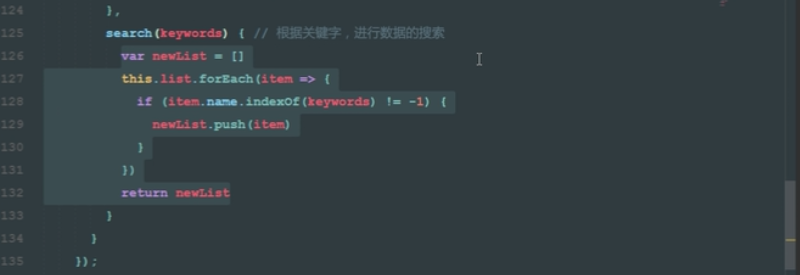 124 },
125 search(keywords) { // 根据关键字，进行数据的搜索
126 var newList = []
127 this.list.forEach(item => {
128 if (item.name.indexOf(keywords) != -1) {
129 newList.push(item)
130 }
131 })
132 return newList
133 }
134 }
135 });